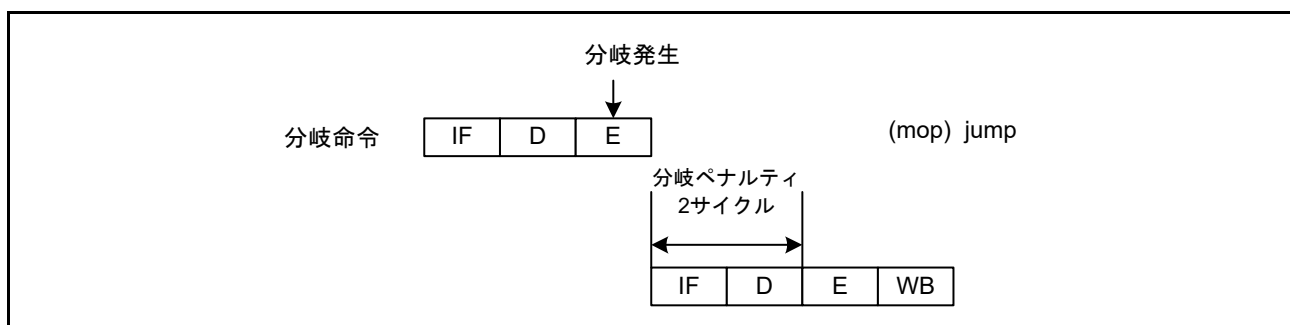 分岐発生
分岐命令 IF D E (mop) jump
分岐ペナルティ
2サイクル
IF D E WB